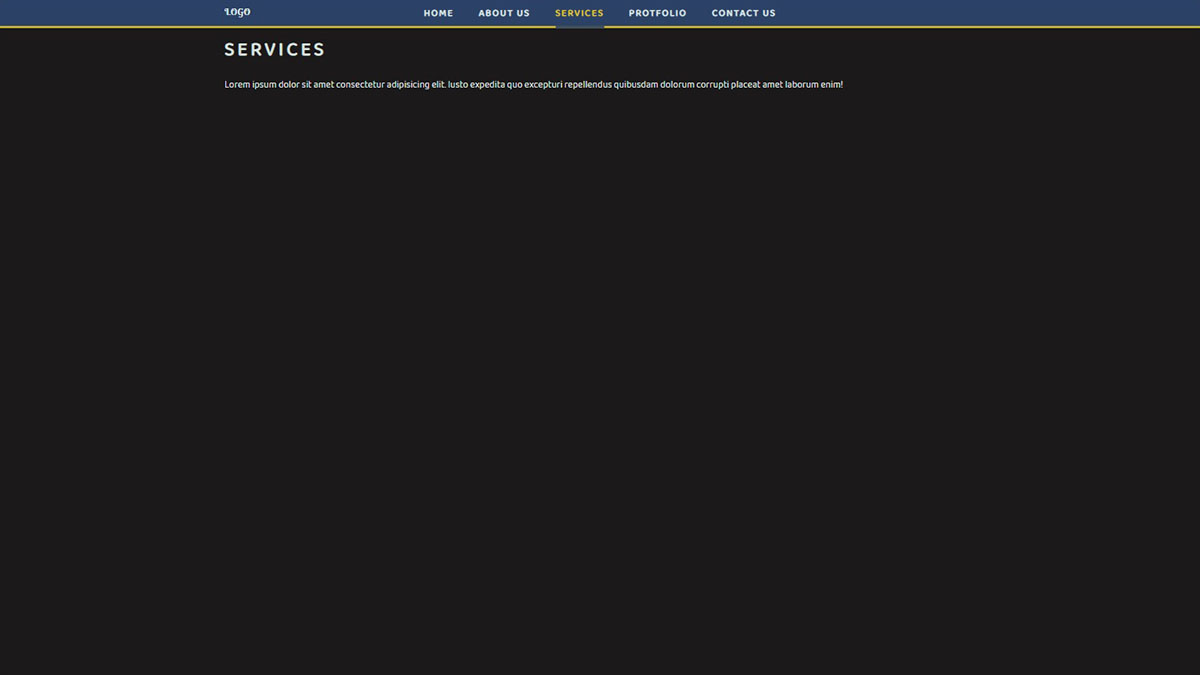 LOGO
HOME ABOUT US SERVICES PROTFOLIO CONTACT US
SERVICES
Lorem ipsum dolor sit amet consectetur adipisicing elit. Iusto expedita quo excepturi repellendus quibusdam dolorum corrupti placeat amet laborum enim!